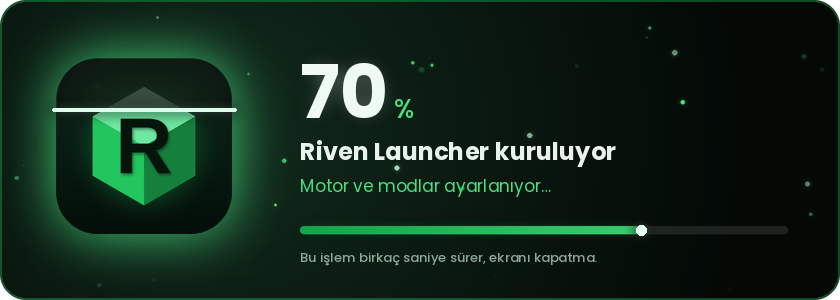 R
70 %
Riven Launcher kuruluyor
Motor ve modlar ayarlanıyor...
Bu işlem birkaç saniye sürer, ekranı kapatma.